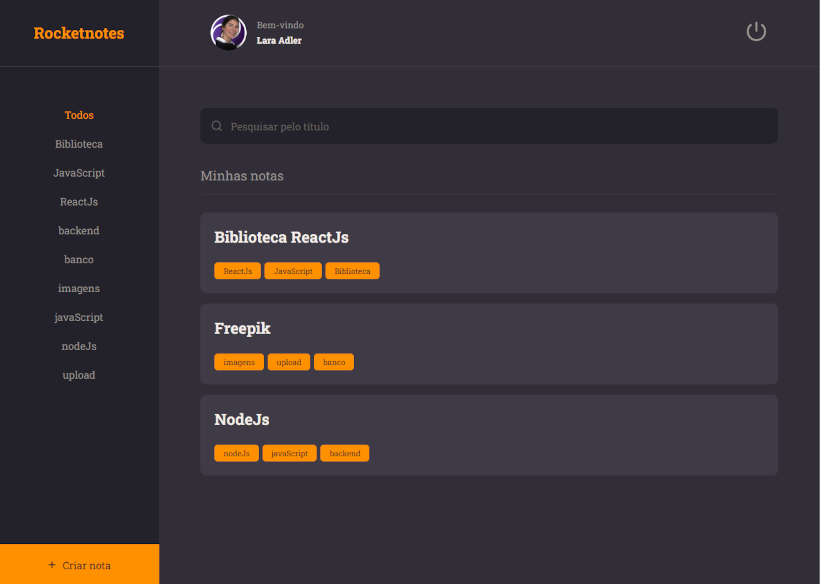 Rocketnotes
Bem-vindo
Lara Adler
Todos
Biblioteca
JavaScript
ReactJs
backend
banco
imagens
javaScript
nodeJs
upload
+ Criar nota
Pesquisar pelo título
Minhas notas
Biblioteca ReactJs
ReactJs JavaScript Biblioteca
Freepik
imagens upload banco
NodeJs
nodeJs javaScript backend